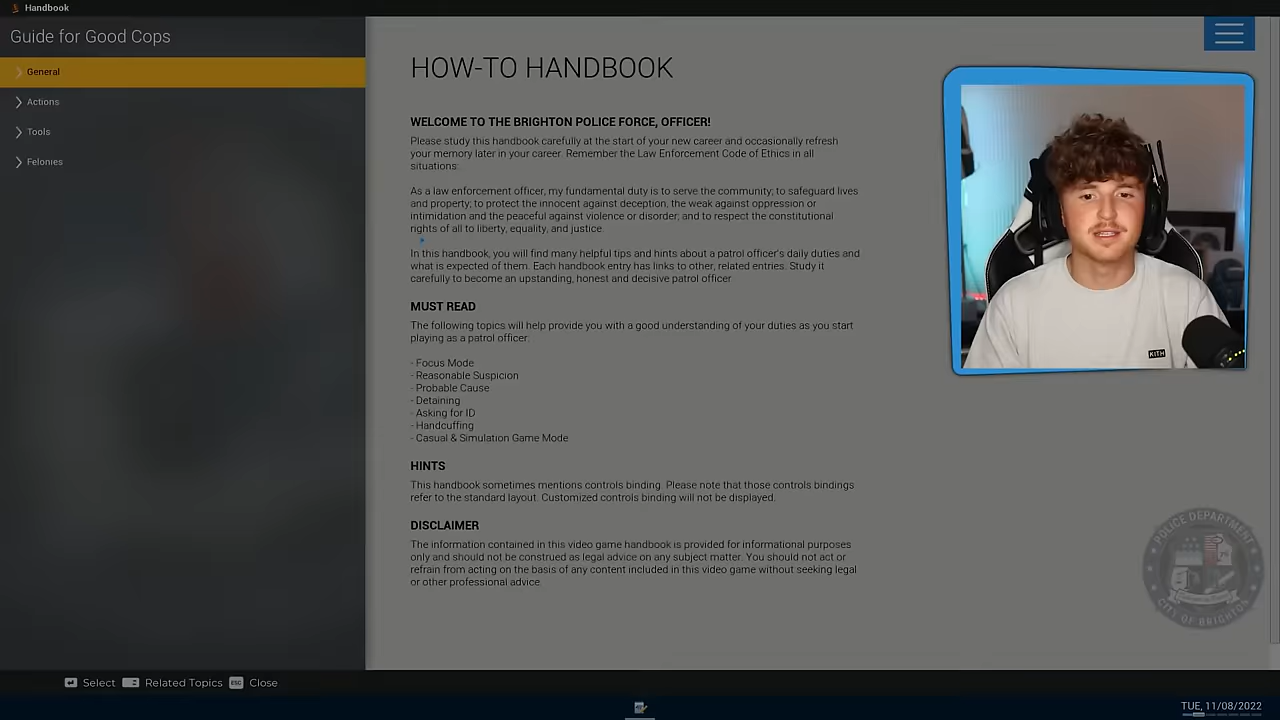 Handbook
Guide for Good Cops
General
Actions
Tools
Felonies
HOW-TO HANDBOOK
WELCOME TO THE BRIGHTON POLICE FORCE, OFFICER!
Please study this handbook carefully at the start of your new career and occasionally refresh
your memory later in your career. Remember the Law Enforcement Code of Ethics in all
situations:
As a law enforcement officer, my fundamental duty is to serve the community; to safeguard lives
and property; to protect the innocent against deception, the weak against oppression or
intimidation and the peaceful against violence or disorder; and to respect the constitutional
rights of all to liberty, equality, and justice.
In this handbook, you will find many helpful tips and hints about a patrol officer's daily duties and
what is expected of them. Each handbook entry has links to other, related entries. Study it
carefully to become an upstanding, honest and decisive patrol officer
MUST READ
The following topics will help provide you with a good understanding of your duties as you start
playing as a patrol officer:
- Focus Mode
- Reasonable Suspicion
- Probable Cause
- Detaining
- Asking for ID
- Handcuffing
- Casual & Simulation Game Mode
HINTS
This handbook sometimes mentions controls binding. Please note that those controls bindings
refer to the standard layout. Customized controls binding will not be displayed.
DISCLAIMER
The information contained in this video game handbook is provided for informational purposes
only and should not be construed as legal advice on any subject matter. You should not act or
refrain from acting on the basis of any content included in this video game without seeking legal
or other professional advice.
KITH
POLICE DEPARTMENT
CITY OF BRIGHTON
Select
Related Topics
ESC Close
TUE, 11/08/2022